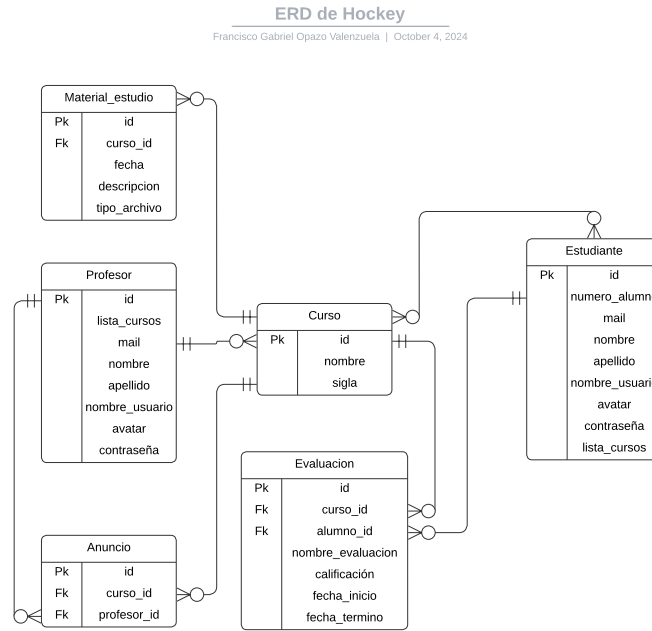 ERD de Hockey
Francisco Gabriel Opazo Valenzuela | October 4, 2024
Material_estudio
Pk id
Fk curso_id
fecha
descripcion
tipo_archivo
Profesor
Pk id
lista_cursos
mail
nombre
apellido
nombre_usuario
avatar
contraseña
Curso
Pk id
nombre
sigla
Estudiante
Pk id
numero_alumn
mail
nombre
apellido
nombre_usuari
avatar
contraseña
lista_cursos
Evaluacion
Pk id
Fk curso_id
Fk alumno_id
nombre_evaluacion
calificación
fecha_inicio
fecha_termino
Anuncio
Pk id
Fk curso_id
Fk profesor_id